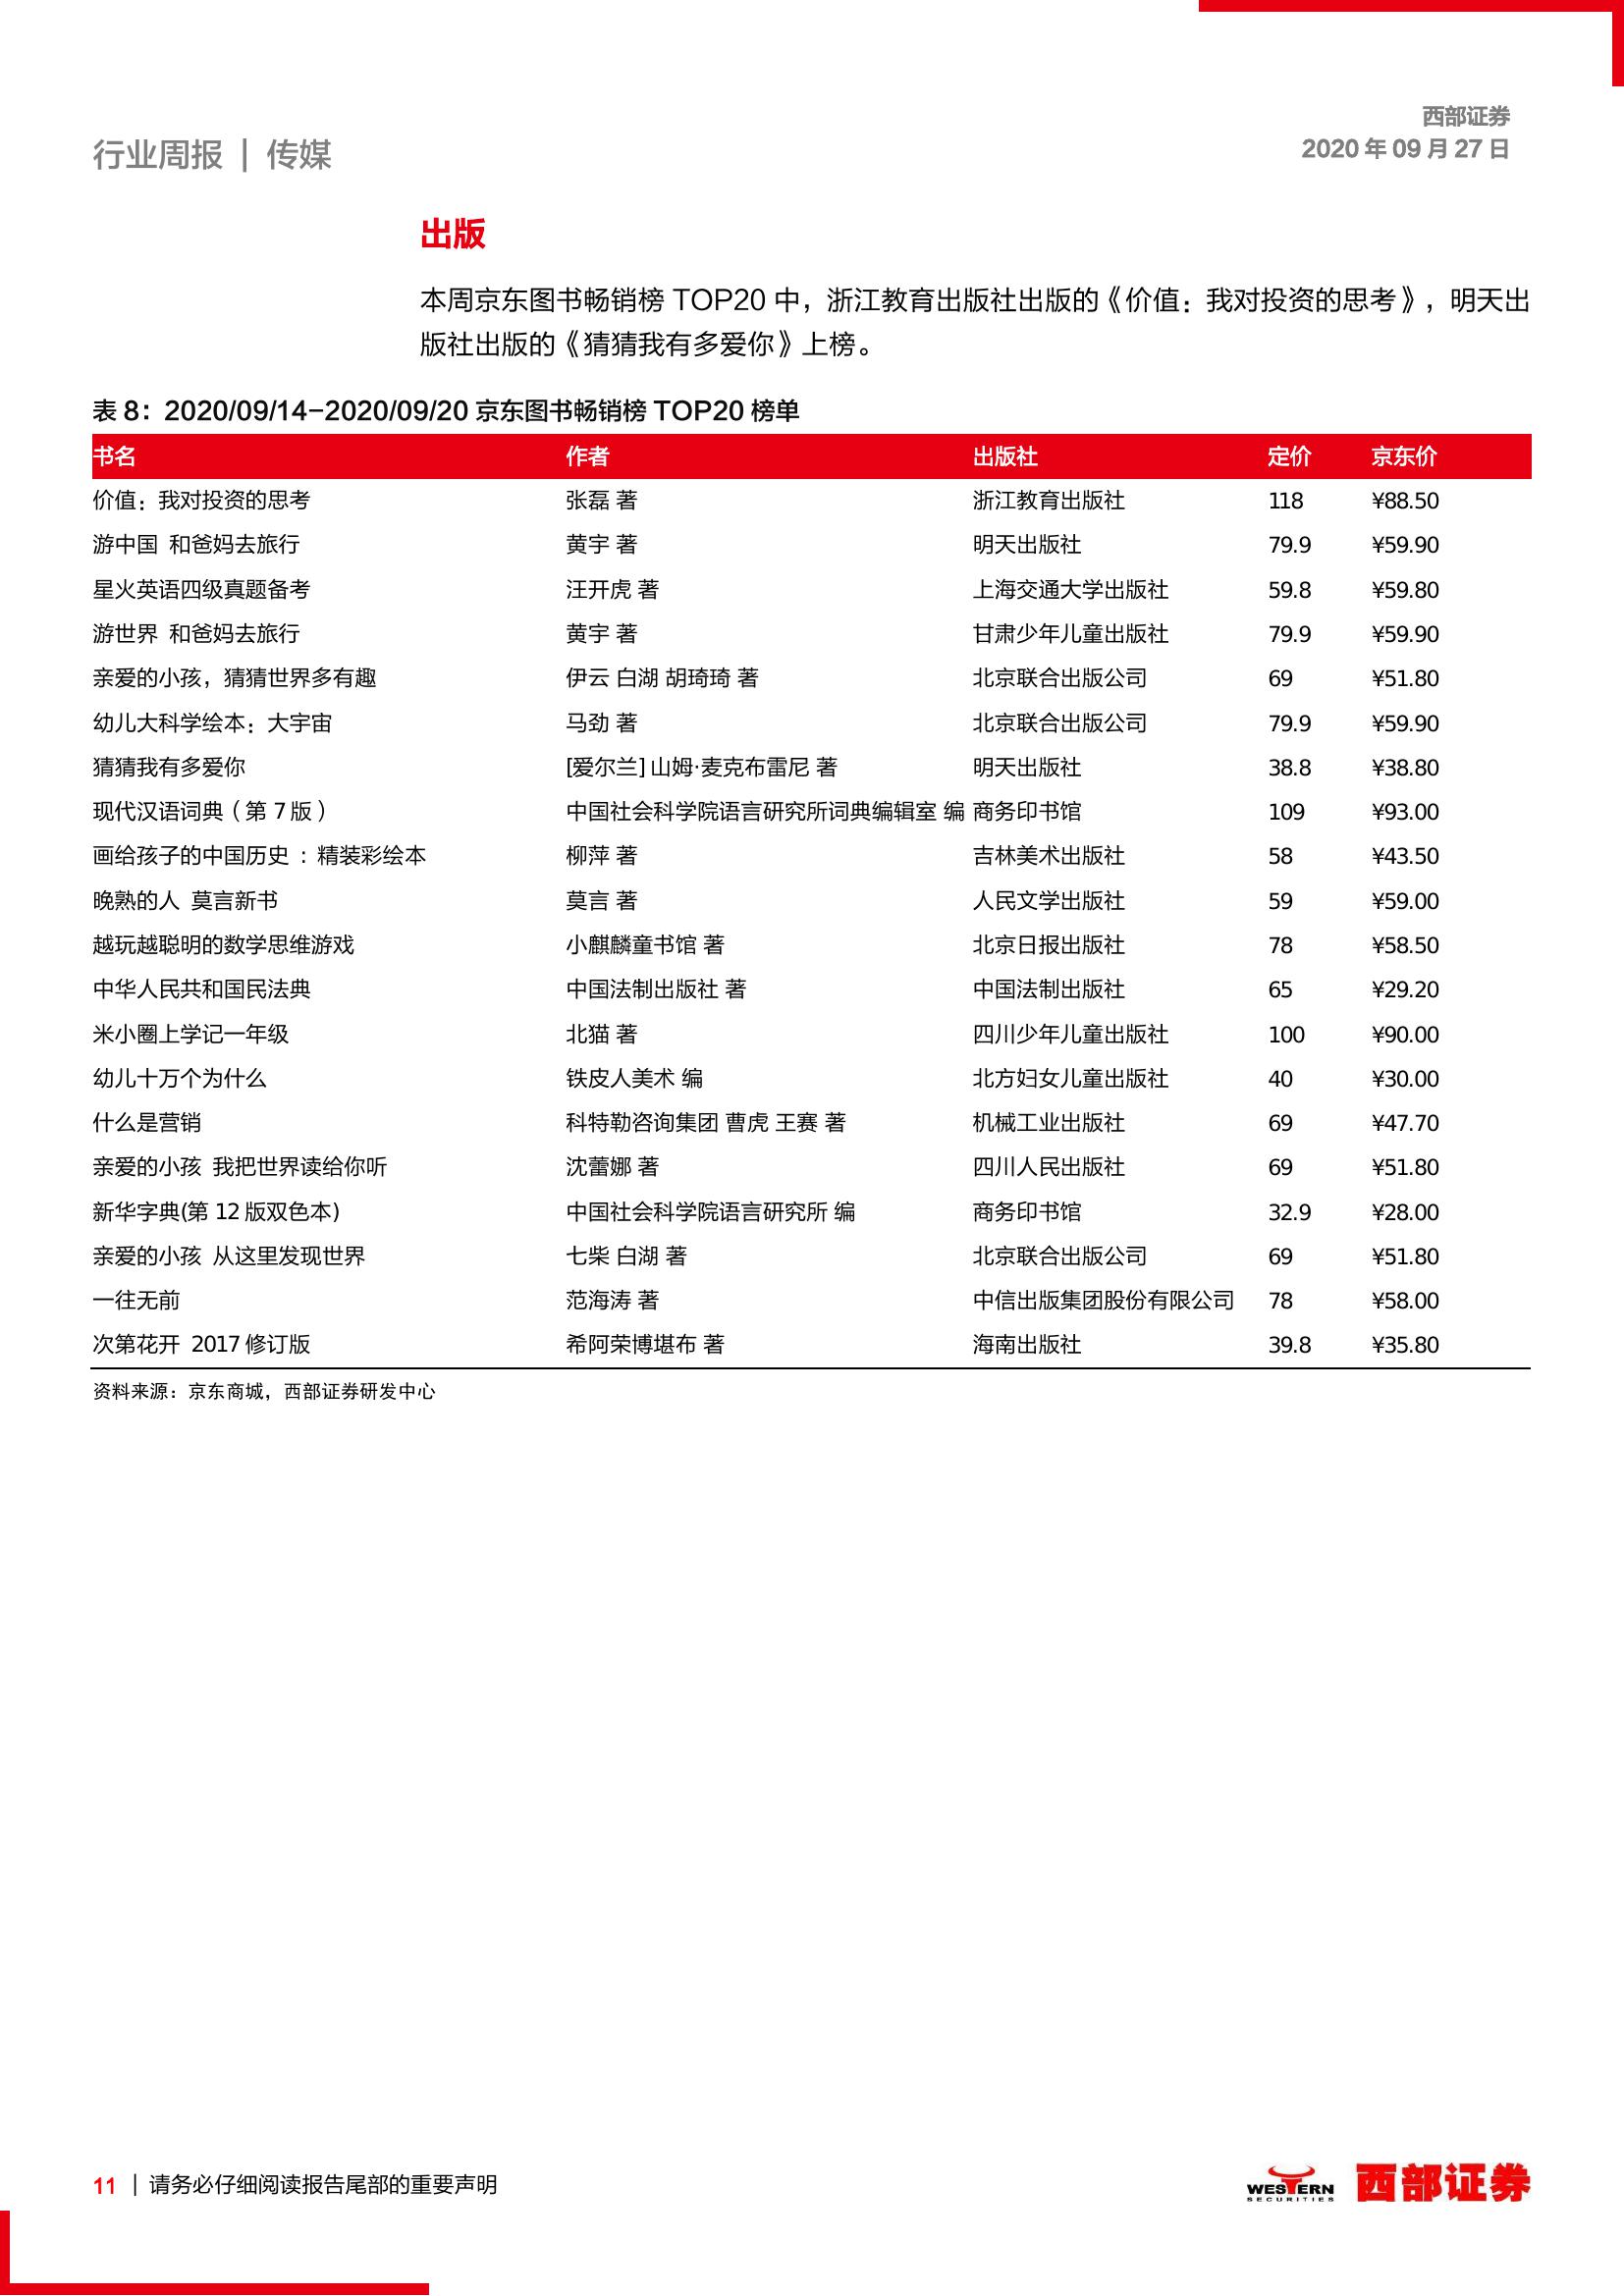 西部证券
行业周报 | 传媒
2020 年 09 月 27 日
出版
本周京东图书畅销榜 TOP20 中，浙江教育出版社出版的《价值：我对投资的思考》，明天出
版社出版的《猜猜我有多爱你》上榜。
表 8：2020/09/14-2020/09/20 京东图书畅销榜 TOP20 榜单
书名 作者 出版社 定价 京东价
价值：我对投资的思考 张磊 著 浙江教育出版社 118 ¥88.50
游中国 和爸妈去旅行 黄宇 著 明天出版社 79.9 ¥59.90
星火英语四级真题备考 汪开虎 著 上海交通大学出版社 59.8 ¥59.80
游世界 和爸妈去旅行 黄宇 著 甘肃少年儿童出版社 79.9 ¥59.90
亲爱的小孩，猜猜世界多有趣 伊云 白湖 胡琦琦 著 北京联合出版公司 69 ¥51.80
幼儿大科学绘本：大宇宙 马劲 著 北京联合出版公司 79.9 ¥59.90
猜猜我有多爱你 [爱尔兰] 山姆·麦克布雷尼 著 明天出版社 38.8 ¥38.80
现代汉语词典（第 7 版） 中国社会科学院语言研究所词典编辑室 编 商务印书馆 109 ¥93.00
画给孩子的中国历史 ：精装彩绘本 柳萍 著 吉林美术出版社 58 ¥43.50
晚熟的人 莫言新书 莫言 著 人民文学出版社 59 ¥59.00
越玩越聪明的数学思维游戏 小麒麟童书馆 著 北京日报出版社 78 ¥58.50
中华人民共和国民法典 中国法制出版社 著 中国法制出版社 65 ¥29.20
米小圈上学记一年级 北猫 著 四川少年儿童出版社 100 ¥90.00
幼儿十万个为什么 铁皮人美术 编 北方妇女儿童出版社 40 ¥30.00
什么是营销 科特勒咨询集团 曹虎 王赛 著 机械工业出版社 69 ¥47.70
亲爱的小孩 我把世界读给你听 沈蕾娜 著 四川人民出版社 69 ¥51.80
新华字典(第 12 版双色本) 中国社会科学院语言研究所 编 商务印书馆 32.9 ¥28.00
亲爱的小孩 从这里发现世界 七柴 白湖 著 北京联合出版公司 69 ¥51.80
一往无前 范海涛 著 中信出版集团股份有限公司 78 ¥58.00
次第花开 2017 修订版 希阿荣博堪布 著 海南出版社 39.8 ¥35.80
资料来源：京东商城，西部证券研发中心
11 | 请务必仔细阅读报告尾部的重要声明
WESTERN
SECURITIES
西部证券